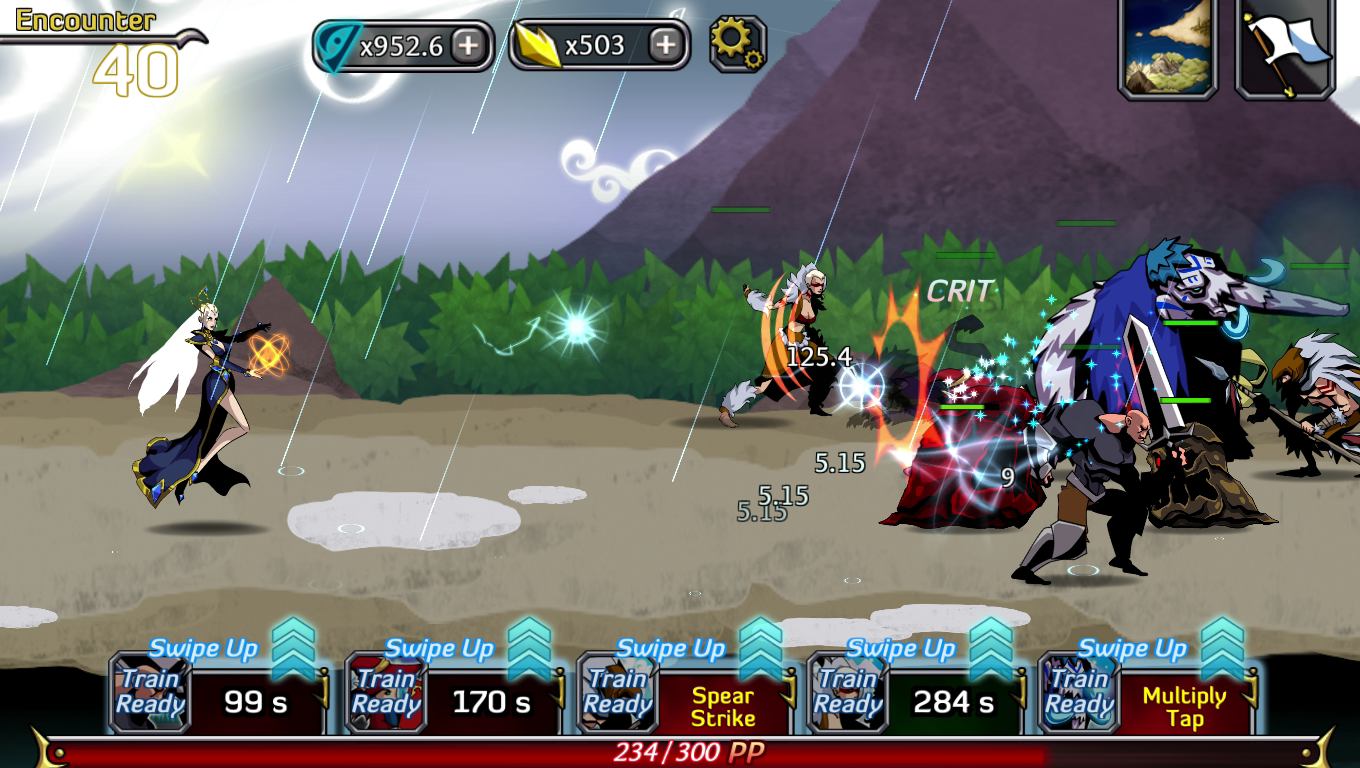 Encounter
40
x952.6
x503
CRIT
125.4
5.15
9
5.15
5.15
Swipe Up
Swipe Up
Swipe Up
Swipe Up
Swipe Up
Train Ready
99 s
Train Ready
170 s
Train Ready
Spear Strike
Train Ready
284 s
Train Ready
Multiply Tap
234/300 PP